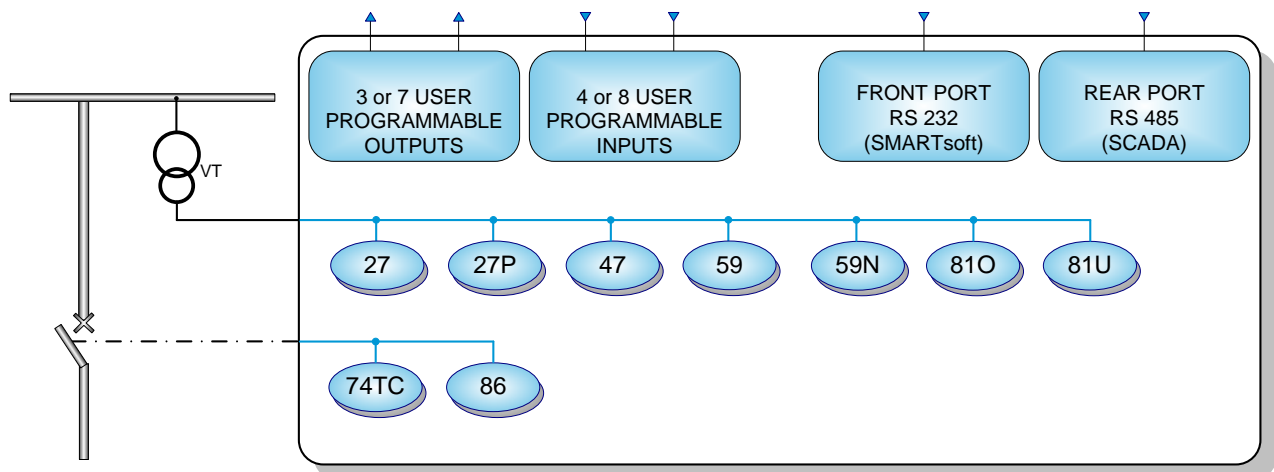 3 or 7 USER
PROGRAMMABLE
OUTPUTS
4 or 8 USER
PROGRAMMABLE
INPUTS
FRONT PORT
RS 232
(SMARTsoft)
REAR PORT
RS 485
(SCADA)
VT
27
27P
47
59
59N
81O
81U
74TC
86